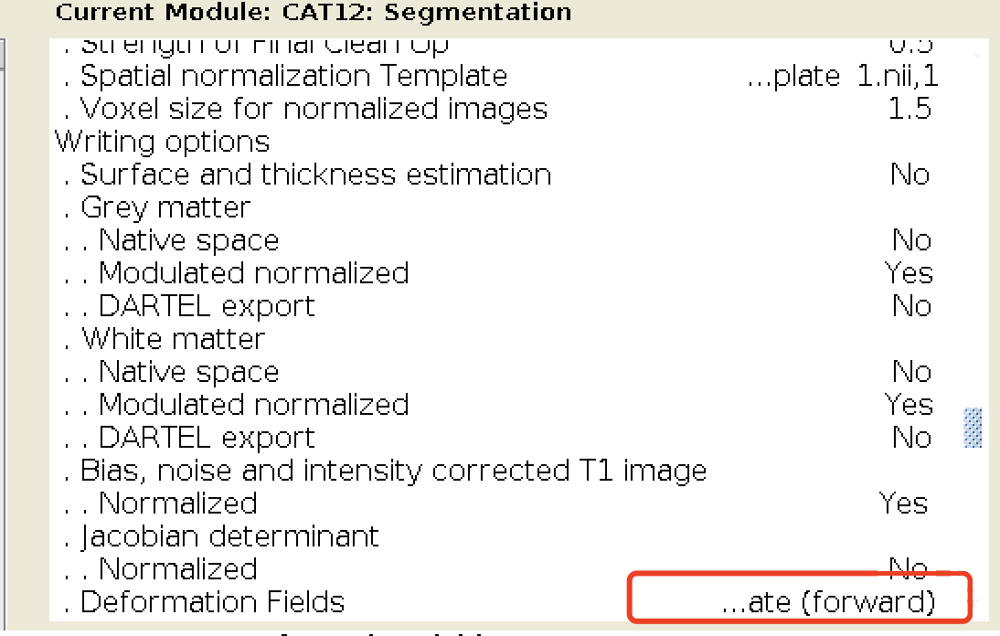 Current Module: CAT12: Segmentation
. Strength of Final Clean Up 0.5
. Spatial normalization Template ...plate 1.nii,1
. Voxel size for normalized images 1.5
Writing options
. Surface and thickness estimation No
. Grey matter
. . Native space No
. . Modulated normalized Yes
. . DARTEL export No
. White matter
. . Native space No
. . Modulated normalized Yes
. . DARTEL export No
. Bias, noise and intensity corrected T1 image
. . Normalized Yes
. Jacobian determinant
. . Normalized No
. Deformation Fields ...ate (forward)